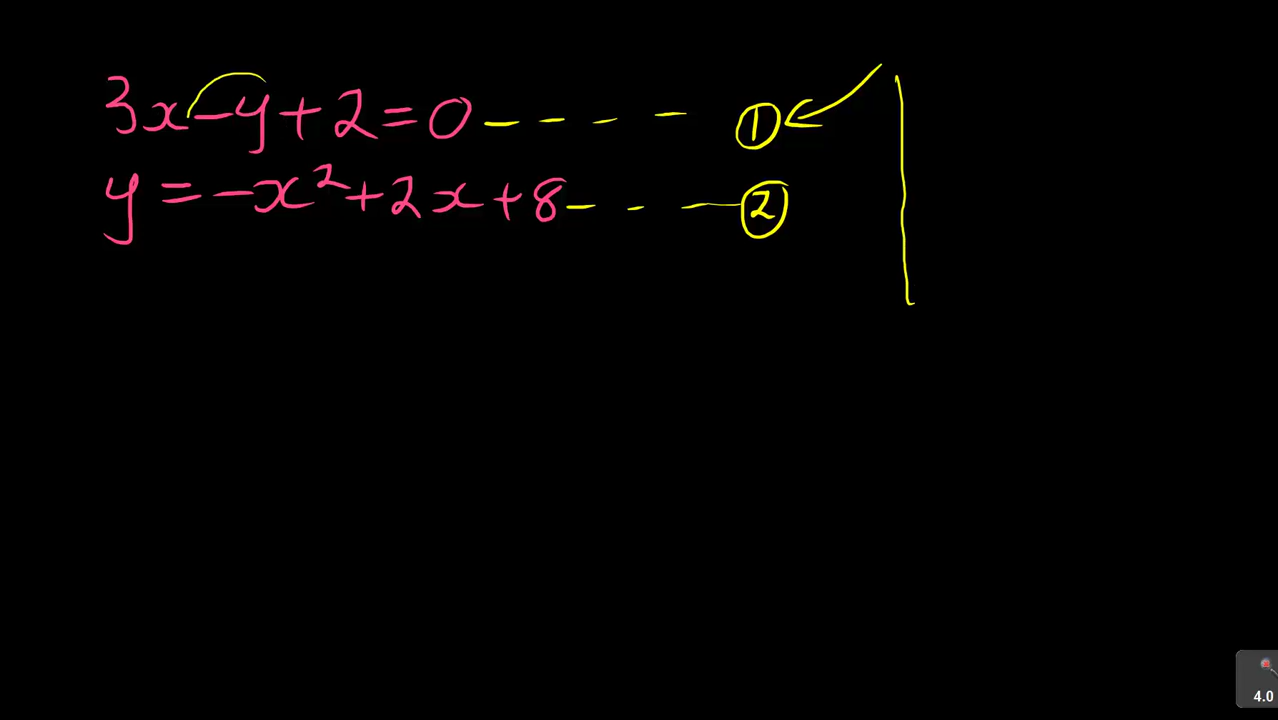 3x - y + 2 = 0 - - - - ①
y = -x² + 2x + 8 - - - ②
4.0